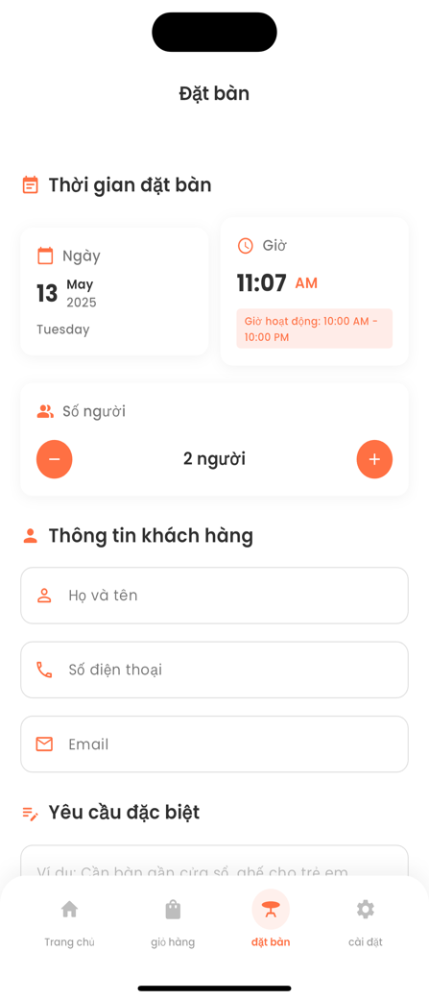 Đặt bàn
Thời gian đặt bàn
Ngày
13
May
2025
Tuesday
Giờ
11:07 AM
Giờ hoạt động: 10:00 AM -
10:00 PM
Số người
2 người
Thông tin khách hàng
Họ và tên
Số điện thoại
Email
Yêu cầu đặc biệt
Ví dụ: Cần bàn gần cửa sổ, ghế cho trẻ em
Trang chủ
giỏ hàng
đặt bàn
cài đặt